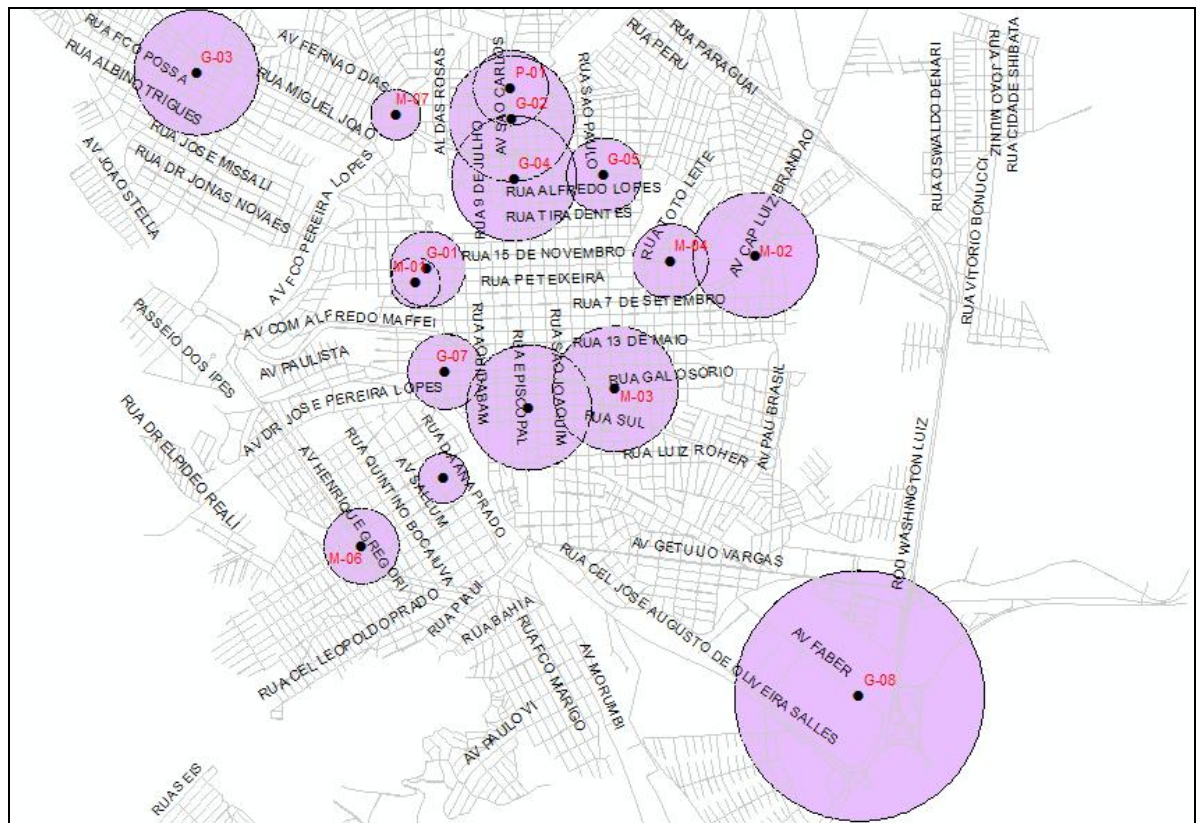 RUA FCO POSSA
RUA ALBINO TRIGUES
G-03
AV FERNAO DIAS
RUA MIGUEL JOAO
M-07
AL DAS ROSAS
AV SAO CARLOS
P-01
G-02
RUA SAO PAULO
RUA PERU
RUA PARAGUAI
RUA OSWALDO DENARI
RUA JOAO MUNIZ
RUA CIDADE SHIBATA
RUA JOSE MISSALI
RUA DR JONAS NOVAES
AV JOAO STELLA
AV FCO PEREIRA LOPES
RUA 9 DE JULHO
G-04
G-05
RUA ALFREDO LOPES
RUA TIRADENTES
RUA TOTO LEITE
AV CAP LUIZ BRANDAO
RUA VITORIO BONUCCI
G-01
M-01
RUA 15 DE NOVEMBRO
RUA PE TEIXEIRA
M-04
M-02
RUA 7 DE SETEMBRO
PASSEIO DOS IPES
AV COM ALFREDO MAFFEI
AV PAULISTA
G-07
RUA EPISCOPAL
RUA SAO JOAQUIM
RUA 13 DE MAIO
RUA GAL OSORIO
M-03
RUA SUL
RUA LUIZ ROHER
AV PAU BRASIL
AV DR JOSE PEREIRA LOPES
RUA DR ELPIDEO REALI
AV HENRIQUE GREGORI
RUA QUINTINO BOCAIUVA
AV SALLUM
RUA DA ANA PRADO
ROD WASHINGTON LUIZ
M-06
AV GETULIO VARGAS
RUA CEL JOSE AUGUSTO DE OLIVEIRA SALLES
AV FABER
G-08
RUA CEL LEOPOLDO PRADO
RUA PIAUI
RUA BAHIA
RUA FCO MARIGO
AV MORUMBI
AV PAULO VI
RUA SEIS